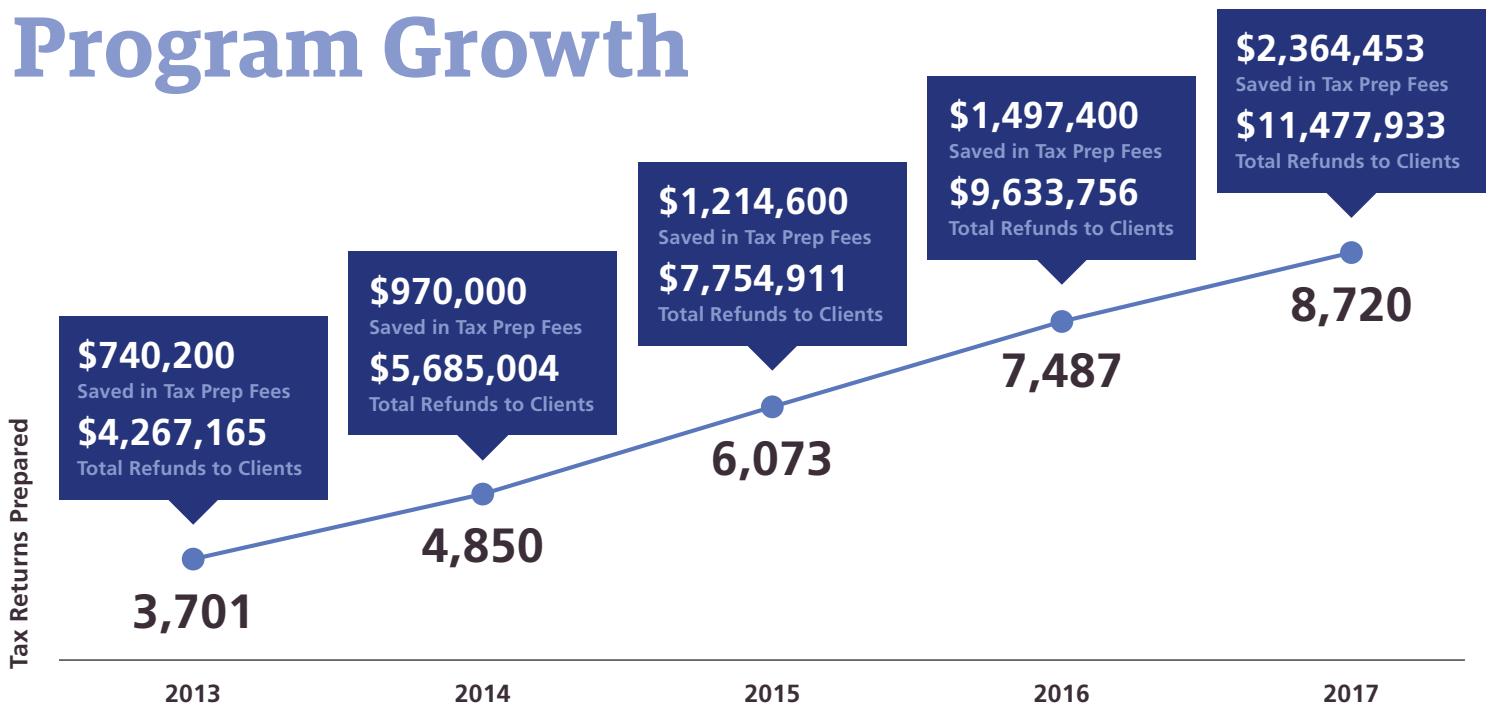 Program Growth
$2,364,453
Saved in Tax Prep Fees
$11,477,933
Total Refunds to Clients
$1,497,400
Saved in Tax Prep Fees
$9,633,756
Total Refunds to Clients
$1,214,600
Saved in Tax Prep Fees
$7,754,911
Total Refunds to Clients
$970,000
Saved in Tax Prep Fees
$5,685,004
Total Refunds to Clients
$740,200
Saved in Tax Prep Fees
$4,267,165
Total Refunds to Clients
8,720
7,487
6,073
4,850
3,701
Tax Returns Prepared
2013
2014
2015
2016
2017